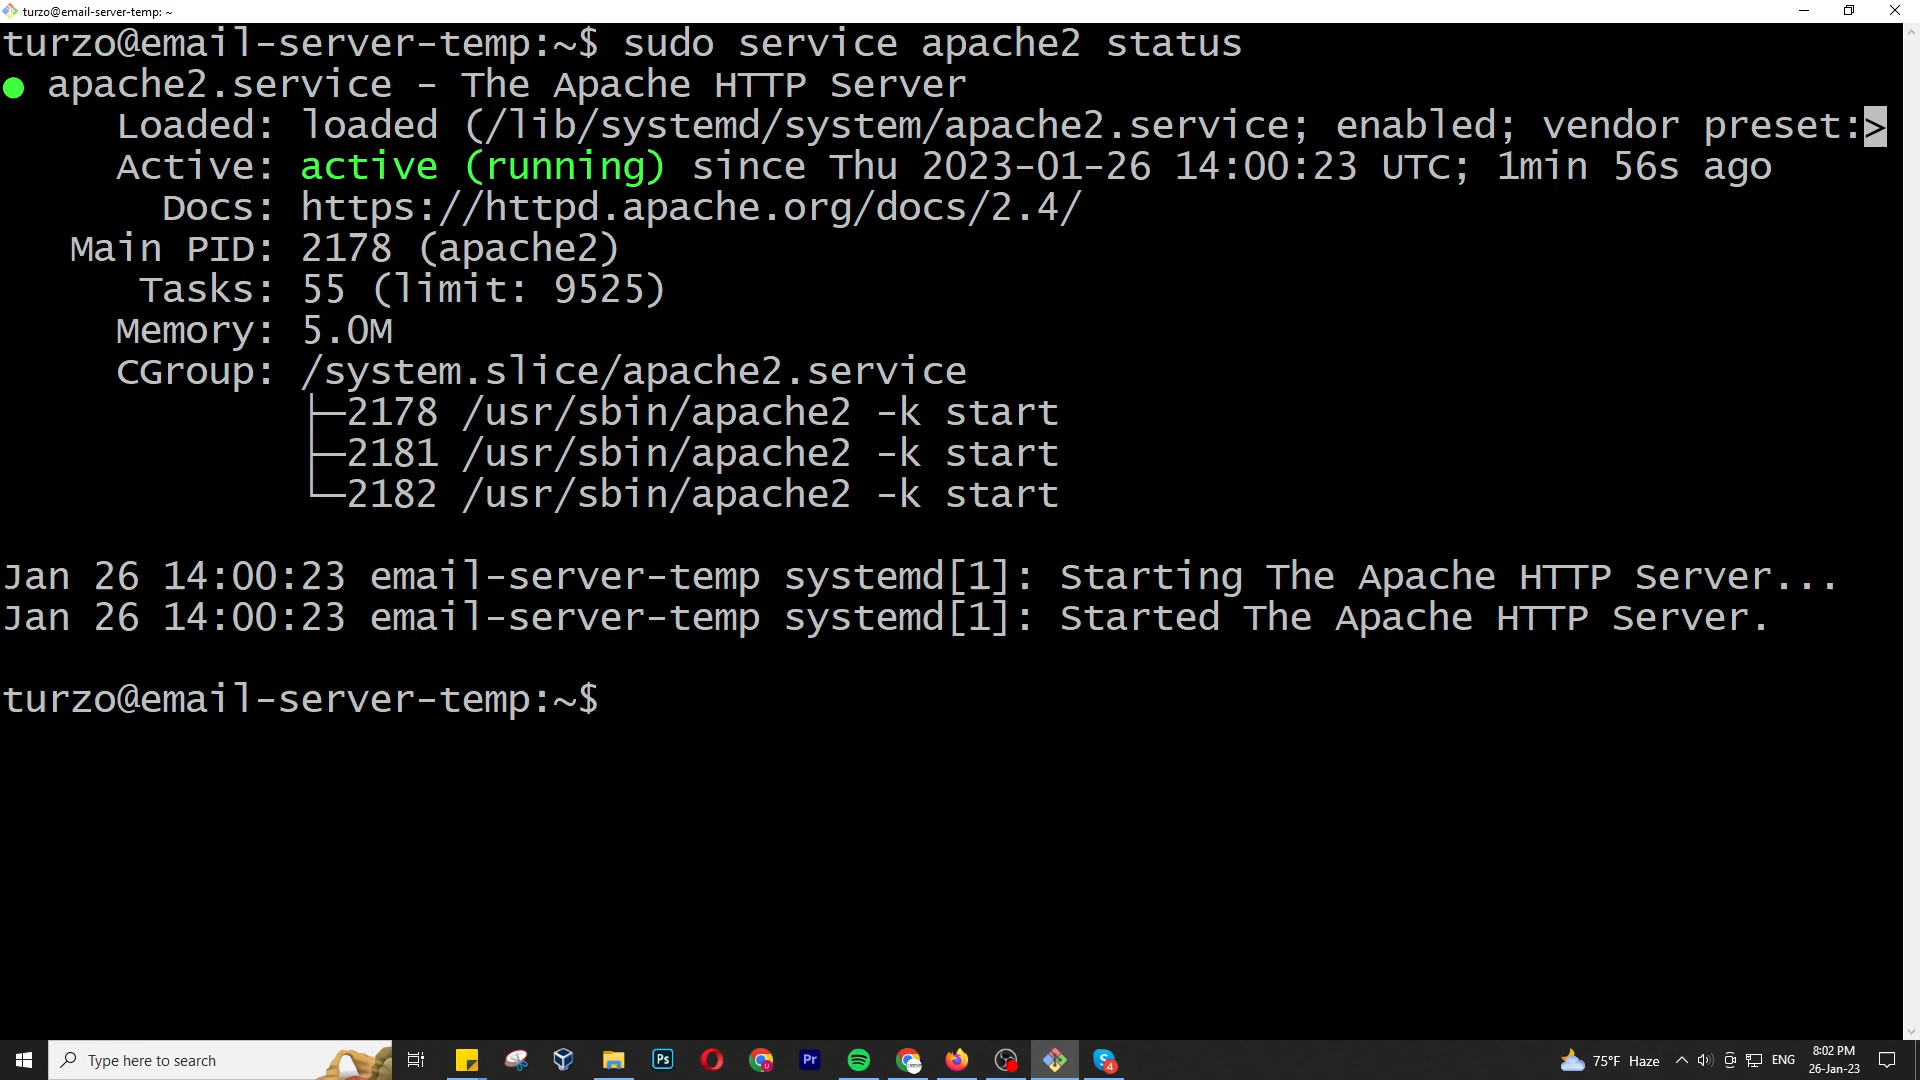 turzo@email-server-temp: ~
turzo@email-server-temp:~$ sudo service apache2 status
● apache2.service - The Apache HTTP Server
Loaded: loaded (/lib/systemd/system/apache2.service; enabled; vendor preset:>
Active: active (running) since Thu 2023-01-26 14:00:23 UTC; 1min 56s ago
Docs: https://httpd.apache.org/docs/2.4/
Main PID: 2178 (apache2)
Tasks: 55 (limit: 9525)
Memory: 5.0M
CGroup: /system.slice/apache2.service
├─2178 /usr/sbin/apache2 -k start
├─2181 /usr/sbin/apache2 -k start
└─2182 /usr/sbin/apache2 -k start
Jan 26 14:00:23 email-server-temp systemd[1]: Starting The Apache HTTP Server...
Jan 26 14:00:23 email-server-temp systemd[1]: Started The Apache HTTP Server.
turzo@email-server-temp:~$
Type here to search
Ps
Pr
4
75°F Haze
ENG
8:02 PM
26-Jan-23